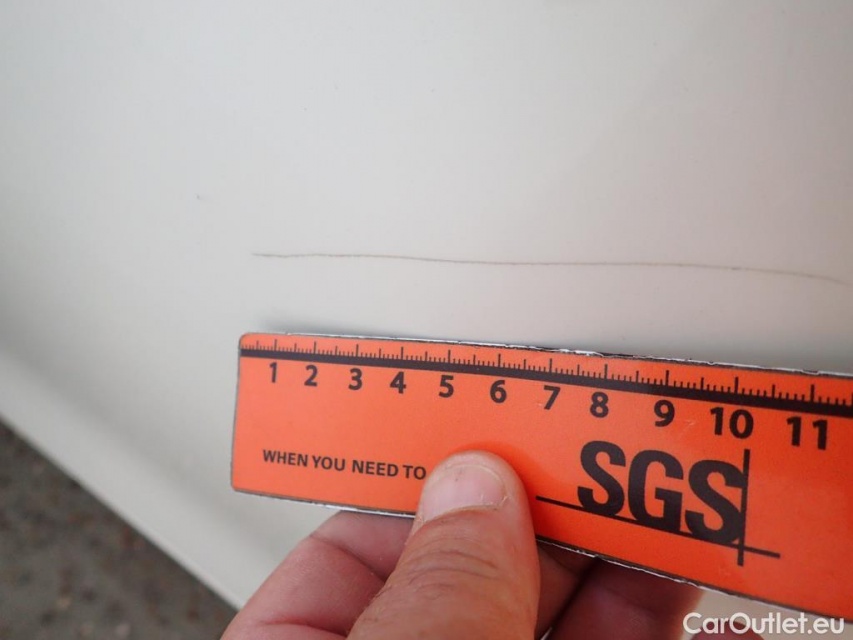 1 2 3 4 5 6 7 8 9 10 11
WHEN YOU NEED TO
SGS
CarOutlet.eu